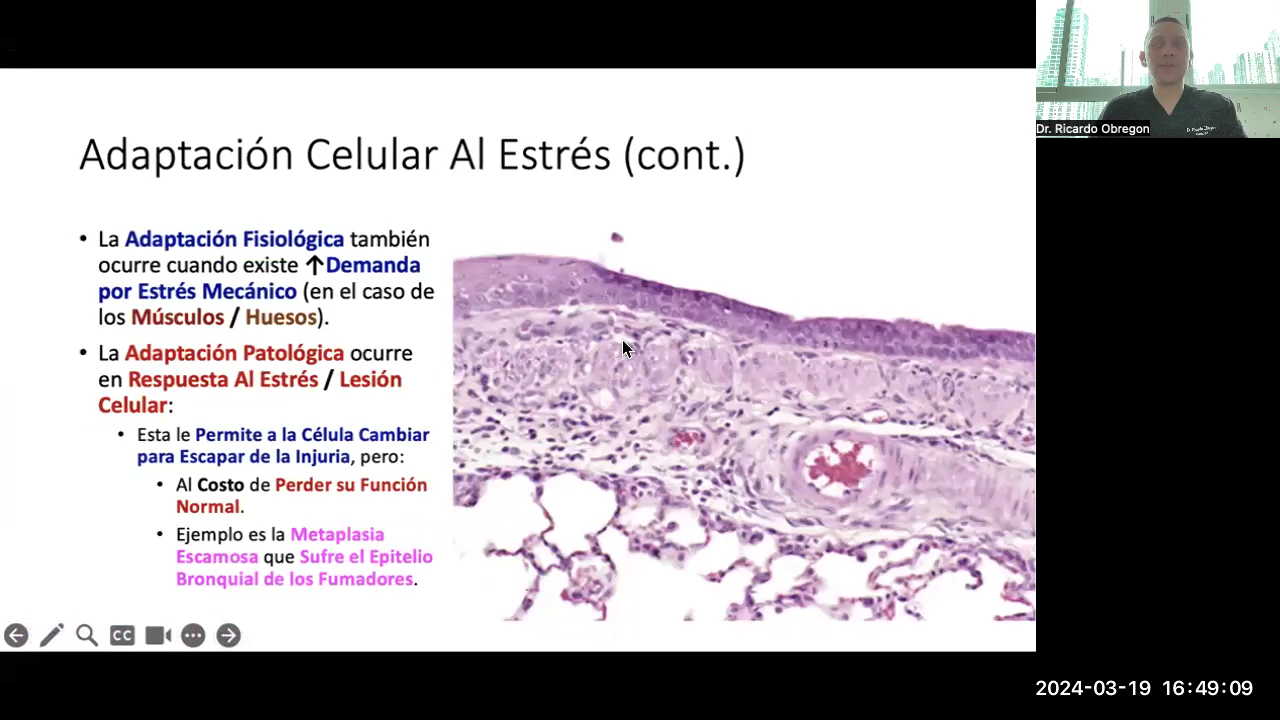 Dr. Ricardo Obregon
Adaptación Celular Al Estrés (cont.)
• La Adaptación Fisiológica también
ocurre cuando existe ↑Demanda
por Estrés Mecánico (en el caso de
los Músculos / Huesos).
• La Adaptación Patológica ocurre
en Respuesta Al Estrés / Lesión
Celular:
• Esta le Permite a la Célula Cambiar
para Escapar de la Injuria, pero:
• Al Costo de Perder su Función
Normal.
• Ejemplo es la Metaplasia
Escamosa que Sufre el Epitelio
Bronquial de los Fumadores.
CC
2024-03-19 16:49:09